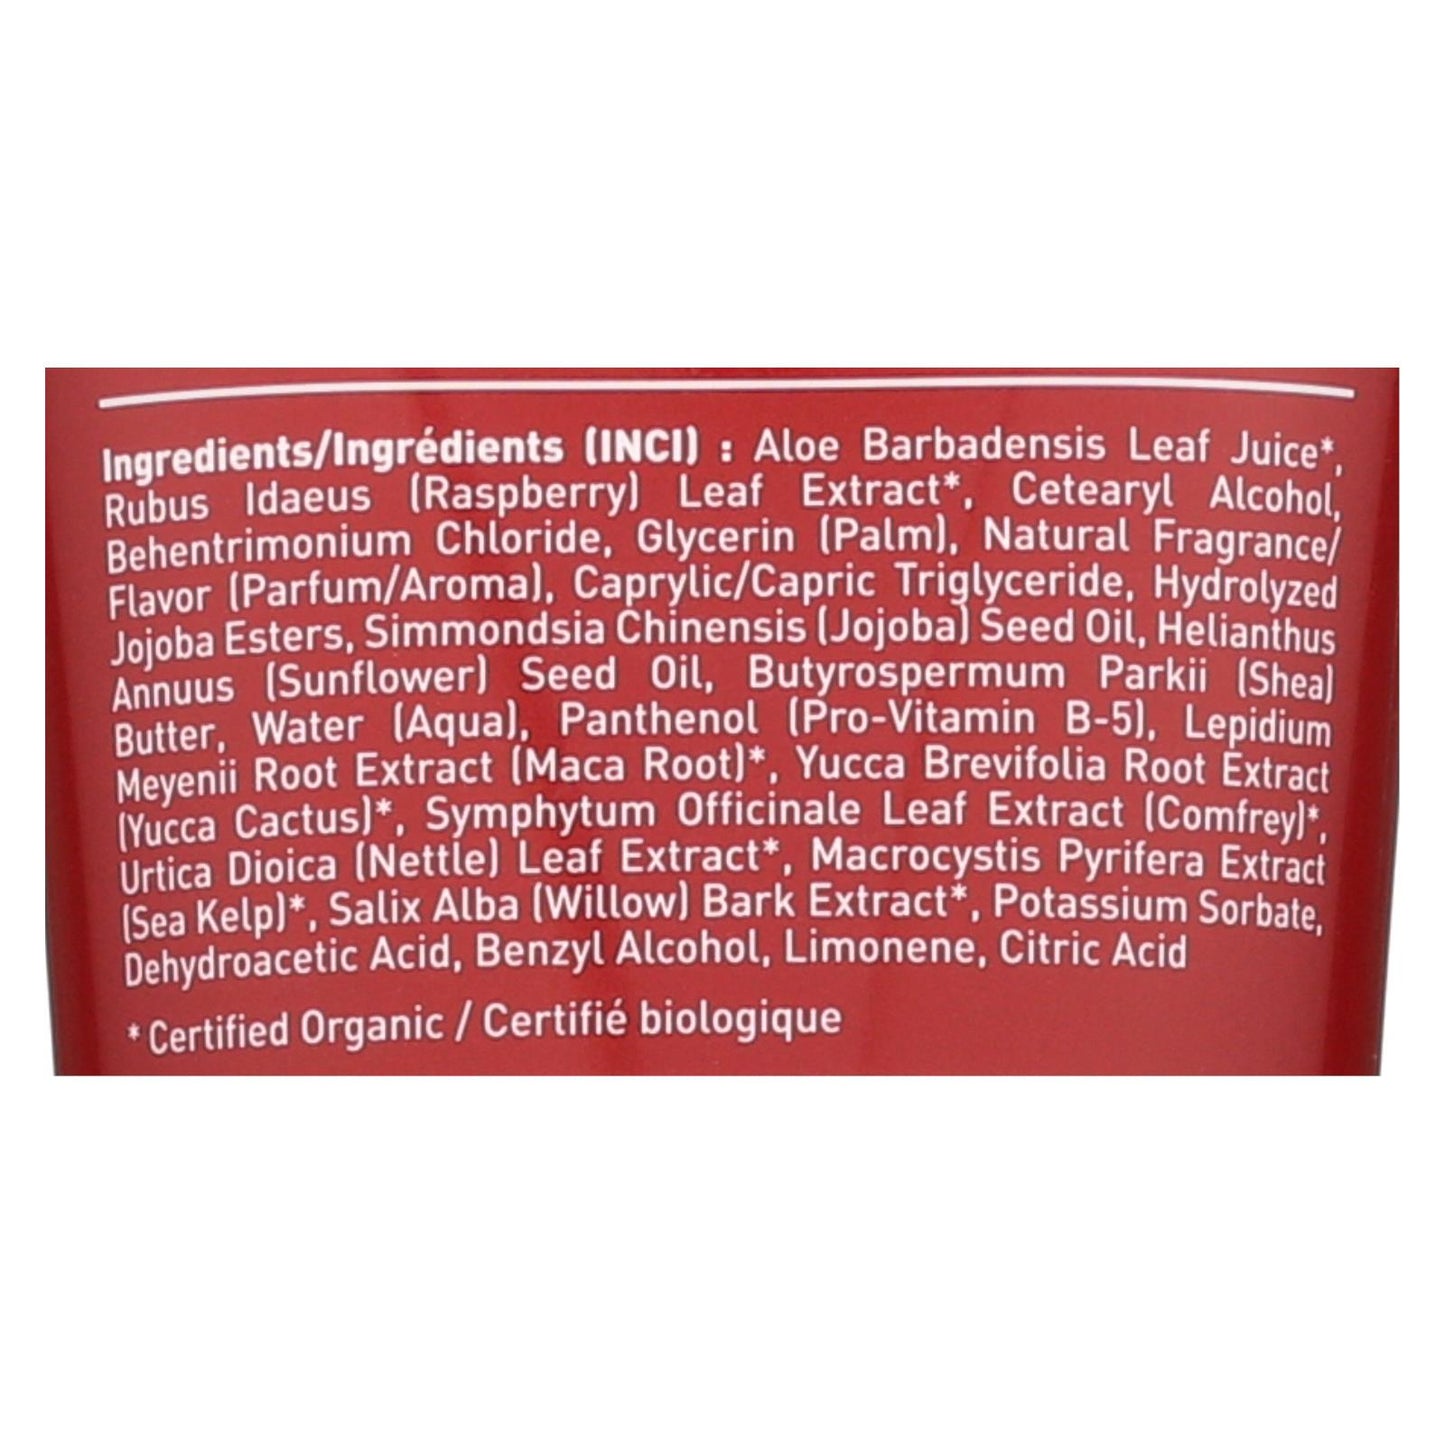 Ingredients/Ingrédients (INCI) : Aloe Barbadensis Leaf Juice*,
Rubus Idaeus (Raspberry) Leaf Extract*, Cetearyl Alcohol,
Behentrimonium Chloride, Glycerin (Palm), Natural Fragrance/
Flavor (Parfum/Aroma), Caprylic/Capric Triglyceride, Hydrolyzed
Jojoba Esters, Simmondsia Chinensis (Jojoba) Seed Oil, Helianthus
Annuus (Sunflower) Seed Oil, Butyrospermum Parkii (Shea)
Butter, Water (Aqua), Panthenol (Pro-Vitamin B-5), Lepidium
Meyenii Root Extract (Maca Root)*, Yucca Brevifolia Root Extract
(Yucca Cactus)*, Symphytum Officinale Leaf Extract (Comfrey)*,
Urtica Dioica (Nettle) Leaf Extract*, Macrocystis Pyrifera Extract
(Sea Kelp)*, Salix Alba (Willow) Bark Extract*, Potassium Sorbate,
Dehydroacetic Acid, Benzyl Alcohol, Limonene, Citric Acid
* Certified Organic / Certifié biologique